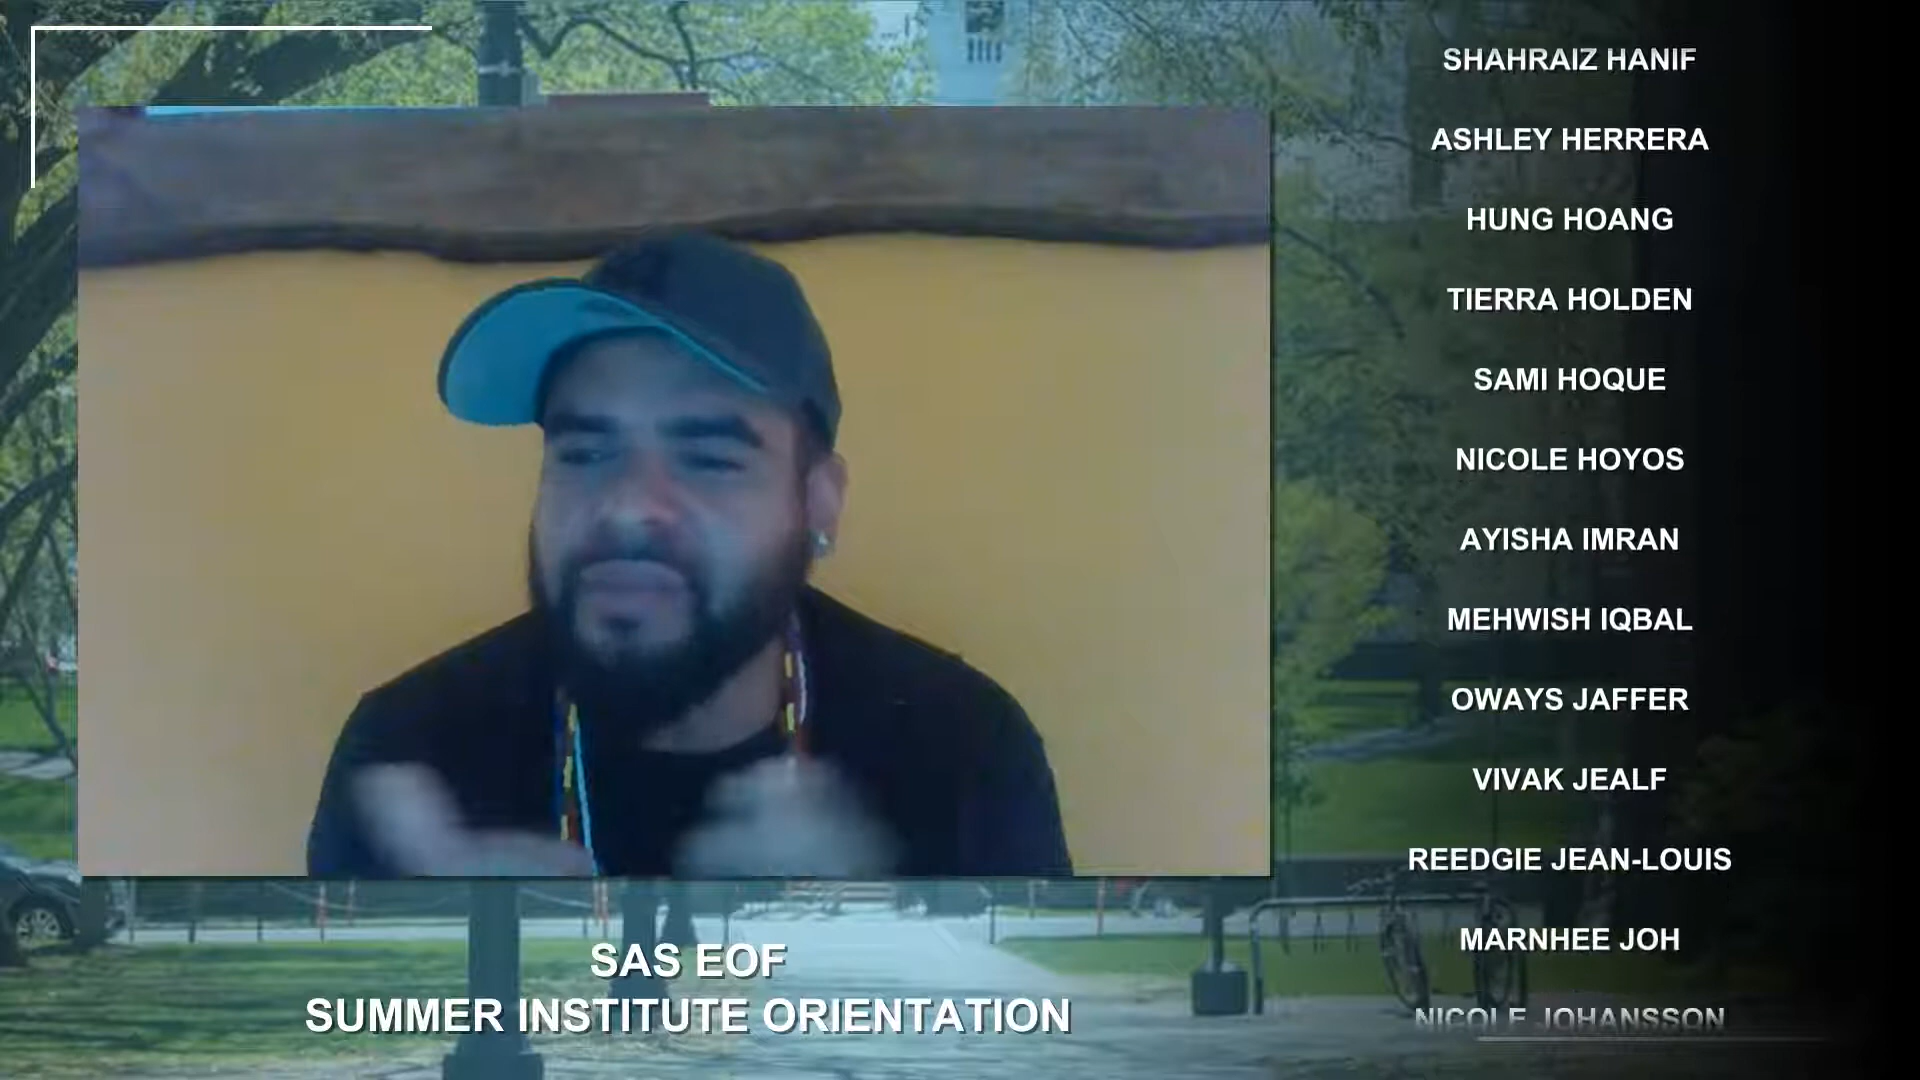 SHAHRAIZ HANIF
ASHLEY HERRERA
HUNG HOANG
TIERRA HOLDEN
SAMI HOQUE
NICOLE HOYOS
AYISHA IMRAN
MEHWISH IQBAL
OWAYS JAFFER
VIVAK JEALF
REEDGIE JEAN-LOUIS
MARNHEE JOH
NICOLE JOHANSSON
SAS EOF
SUMMER INSTITUTE ORIENTATION